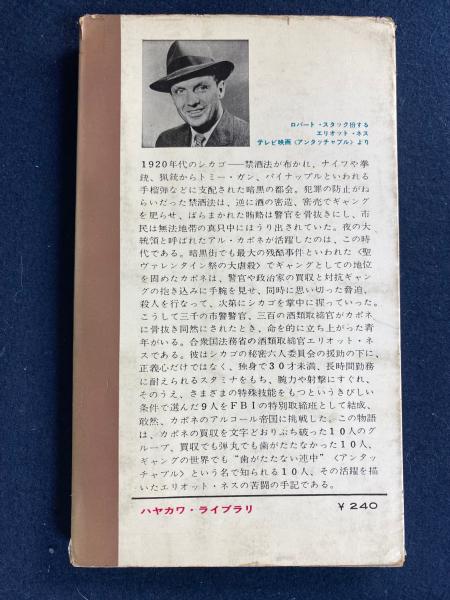 ロバート・スタック扮する
エリオット・ネス
テレビ映画〈アンタッチャブル〉より
1920年代のシカゴ――禁酒法が布かれ、ナイフや拳
銃、猟銃からトミー・ガン、パイナップルといわれる
手榴弾などに支配された暗黒の都会。犯罪の防止がね
らいだった禁酒法は、逆に酒の密造、密売でギャング
を肥らせ、ばらまかれた賄賂は警官を骨抜きにし、市
民は無法地帯の真只中にほうり出されていた。夜の大
統領と呼ばれたアル・カポネが活躍したのは、この時
代である。暗黒街でも最大の残酷事件といわれた〈聖
ヴァレンタイン祭の大虐殺〉でギャングとしての地位
を固めたカポネは、警官や政治家の買収と対抗ギャン
グの抱き込みに手腕を見せ、同時に思い切った脅迫、
殺人を行なって、次第にシカゴを掌中に握っていった。
こうして三千の市警警官、三百の酒類取締官がカポネ
に骨抜き同然にされたとき、命を的に立ち上がった青
年がいる。合衆国法務省の酒類取締官エリオット・ネ
スである。彼はシカゴの秘密六人委員会の援助の下に、
正義心だけではなく、独身で30才未満、長時間勤務
に耐えられるスタミナをもち、腕力や射撃にすぐれ、
そのうえ、さまざまの特殊技能をもつというきびしい
条件で選んだ9人をFBIの特別取締班として結成、
敢然、カポネのアルコール帝国に挑戦した。この物語
は、カポネの買収を文字どおりぶち破った10人のグ
ループ、買収でも弾丸でも歯がたたなかった10人、
ギャングの世界でも"歯がたたない連中"〈アンタッ
チャブル〉という名で知られる10人、その活躍を描
いたエリオット・ネスの苦闘の手記である。
ハヤカワ・ライブラリ
¥240